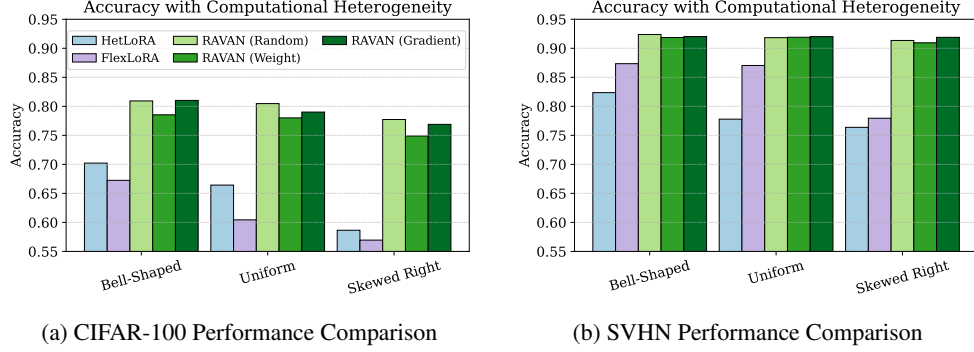 Accuracy with Computational Heterogeneity
0.95
0.90
0.85
0.80
0.75
0.70
0.65
0.60
0.55
Accuracy
HetLoRA
FlexLoRA
RAVAN (Random)
RAVAN (Weight)
RAVAN (Gradient)
Bell-Shaped
Uniform
Skewed Right
(a) CIFAR-100 Performance Comparison
Accuracy with Computational Heterogeneity
0.95
0.90
0.85
0.80
0.75
0.70
0.65
0.60
0.55
Accuracy
Bell-Shaped
Uniform
Skewed Right
(b) SVHN Performance Comparison